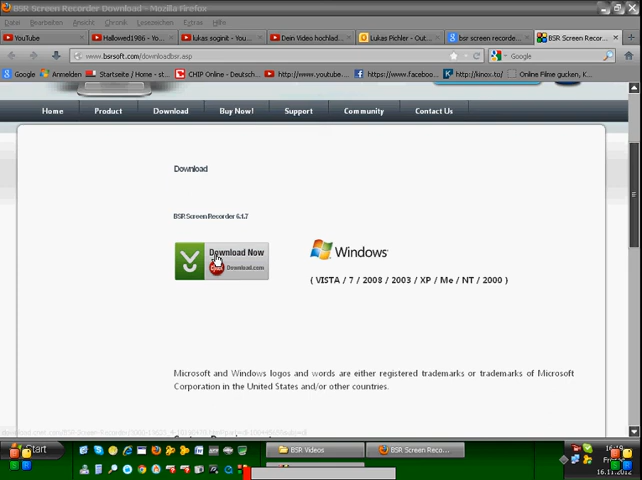 BSR Screen Recorder Download - Mozilla Firefox
Datei Bearbeiten Ansicht Chronik Lesezeichen Extras Hilfe
YouTube
Hallowed1986 - Y...
lukas soginit - You...
Dein Video hochlad...
Lukas Pichler - Out...
bsr screen recorde...
BSR Screen Recor...
www.bsrsoft.com/downloadbsr.asp
Google
Google Anmelden Startseite / Home - st... CHIP Online - Deutsch... http://www.youtube... https://www.faceboo... http://kinox.to/ Online Filme gucken, K...
Home Product Download Buy Now! Support Community Contact Us
Download
BSR Screen Recorder 6.1.7
Download Now
Download.com
Windows
( VISTA / 7 / 2008 / 2003 / XP / Me / NT / 2000 )
Microsoft and Windows logos and words are either registered trademarks or trademarks of Microsoft
Corporation in the United States and/or other countries.
Start
BSR Videos
BSR Screen Reco...
16:19
16.11.2012